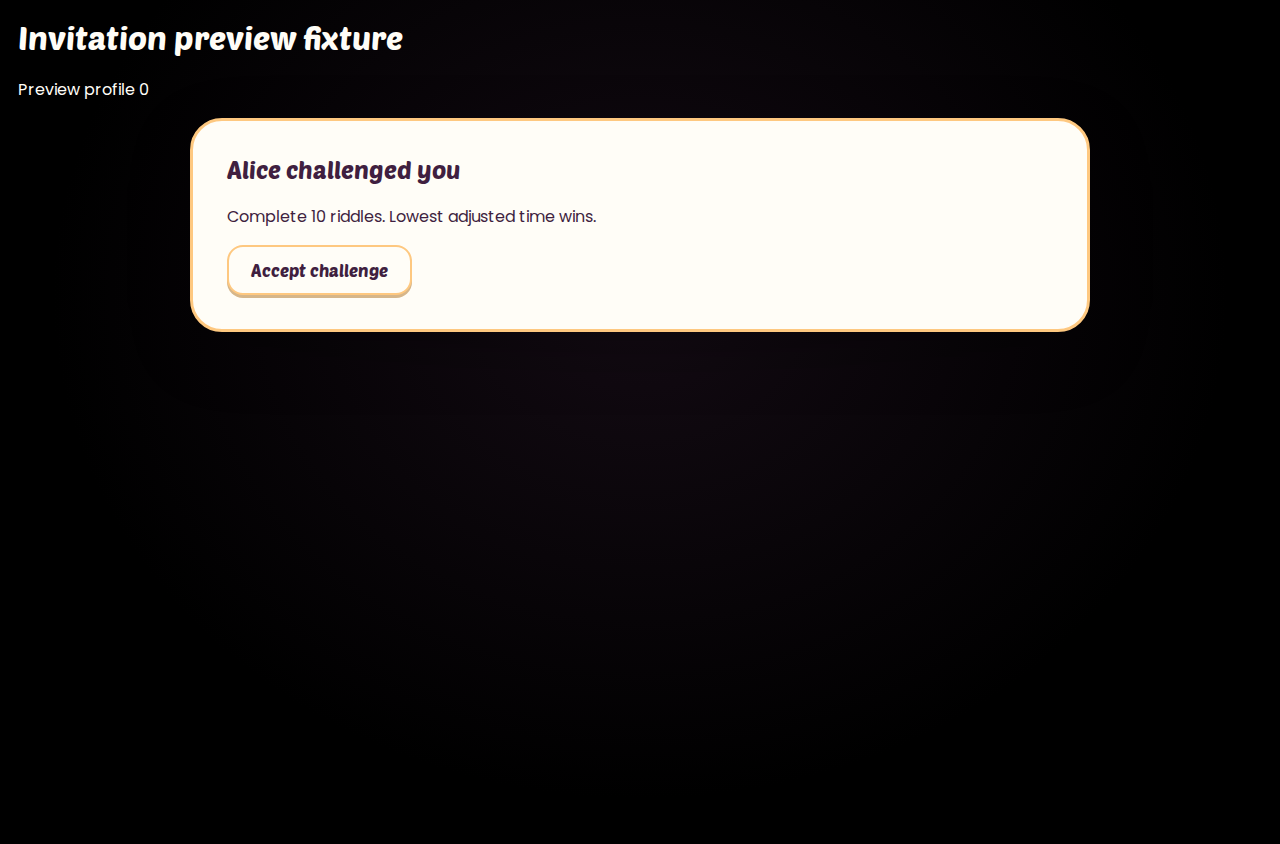 Invitation preview fixture
Preview profile 0
Alice challenged you
Complete 10 riddles. Lowest adjusted time wins.
Accept challenge